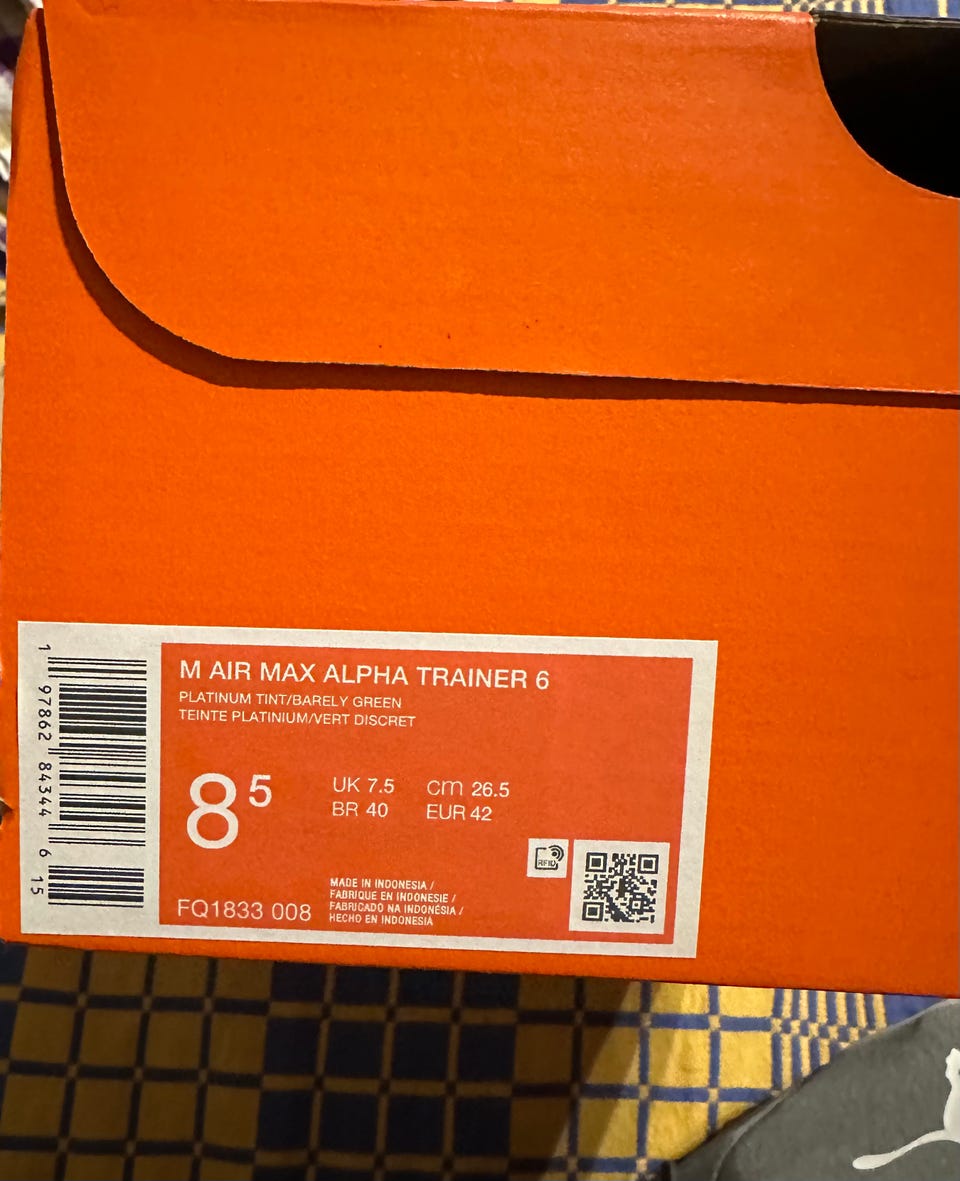 M AIR MAX ALPHA TRAINER 6
PLATINUM TINT/BARELY GREEN
TEINTE PLATINIUM/VERT DISCRET
8 5
UK 7.5 cm 26.5
BR 40 EUR 42
RFID
MADE IN INDONESIA /
FABRIQUE EN INDONESIE /
FABRICADO NA INDONÉSIA /
HECHO EN INDONESIA
FQ1833 008
1 97862 84344 6 15